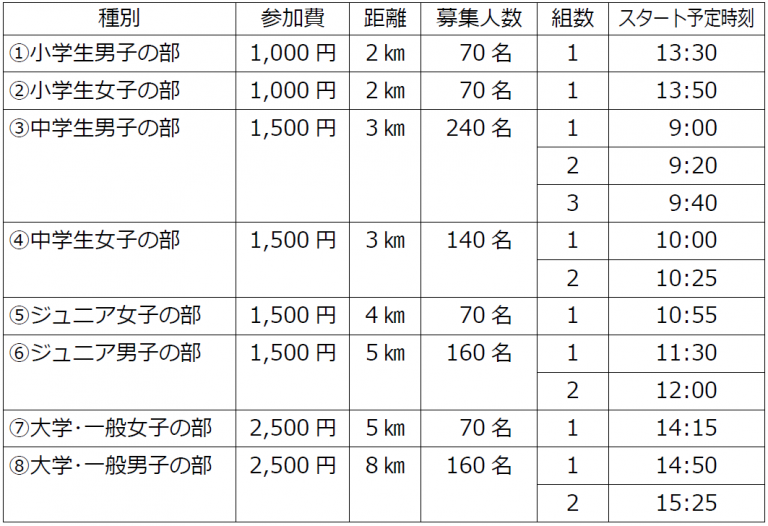 種別 参加費 距離 募集人数 組数 スタート予定時刻
①小学生男子の部 1,000 円 2 ㎞ 70 名 1 13:30
②小学生女子の部 1,000 円 2 ㎞ 70 名 1 13:50
③中学生男子の部 1,500 円 3 ㎞ 240 名 1 9:00
2 9:20
3 9:40
④中学生女子の部 1,500 円 3 ㎞ 140 名 1 10:00
2 10:25
⑤ジュニア女子の部 1,500 円 4 ㎞ 70 名 1 10:55
⑥ジュニア男子の部 1,500 円 5 ㎞ 160 名 1 11:30
2 12:00
⑦大学・一般女子の部 2,500 円 5 ㎞ 70 名 1 14:15
⑧大学・一般男子の部 2,500 円 8 ㎞ 160 名 1 14:50
2 15:25